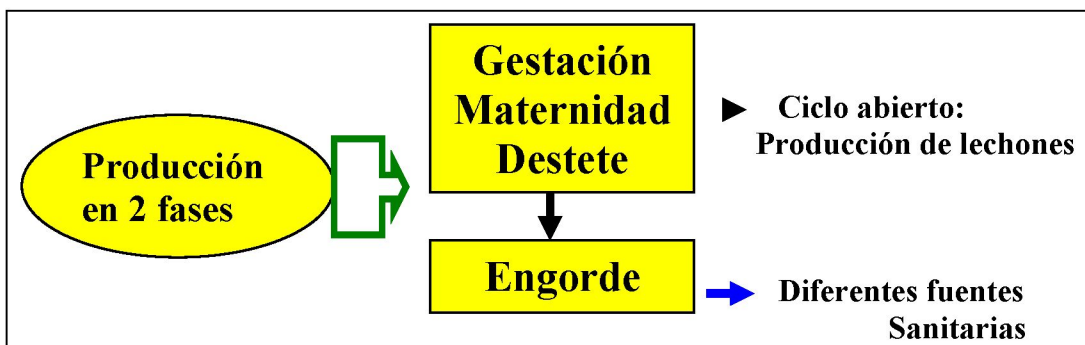 Producción
en 2 fases
Gestación
Maternidad
Destete
Ciclo abierto:
Producción de lechones
Engorde
Diferentes fuentes
Sanitarias